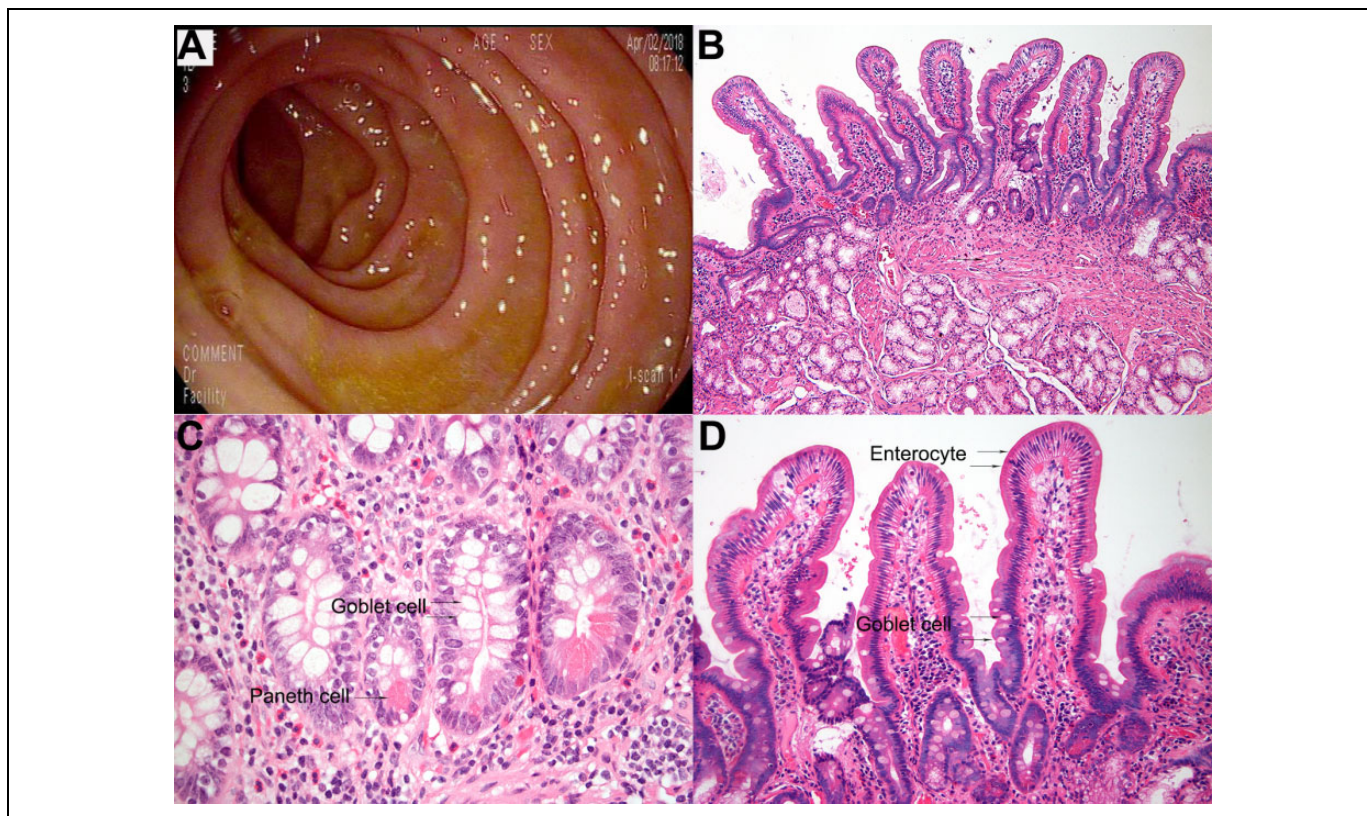 A
AGE SEX Apr/02/2018
08:17:12
3
COMMENT
Dr
Facility
I-scan 1
B
C
Goblet cell
Paneth cell
D
Enterocyte
Goblet cell